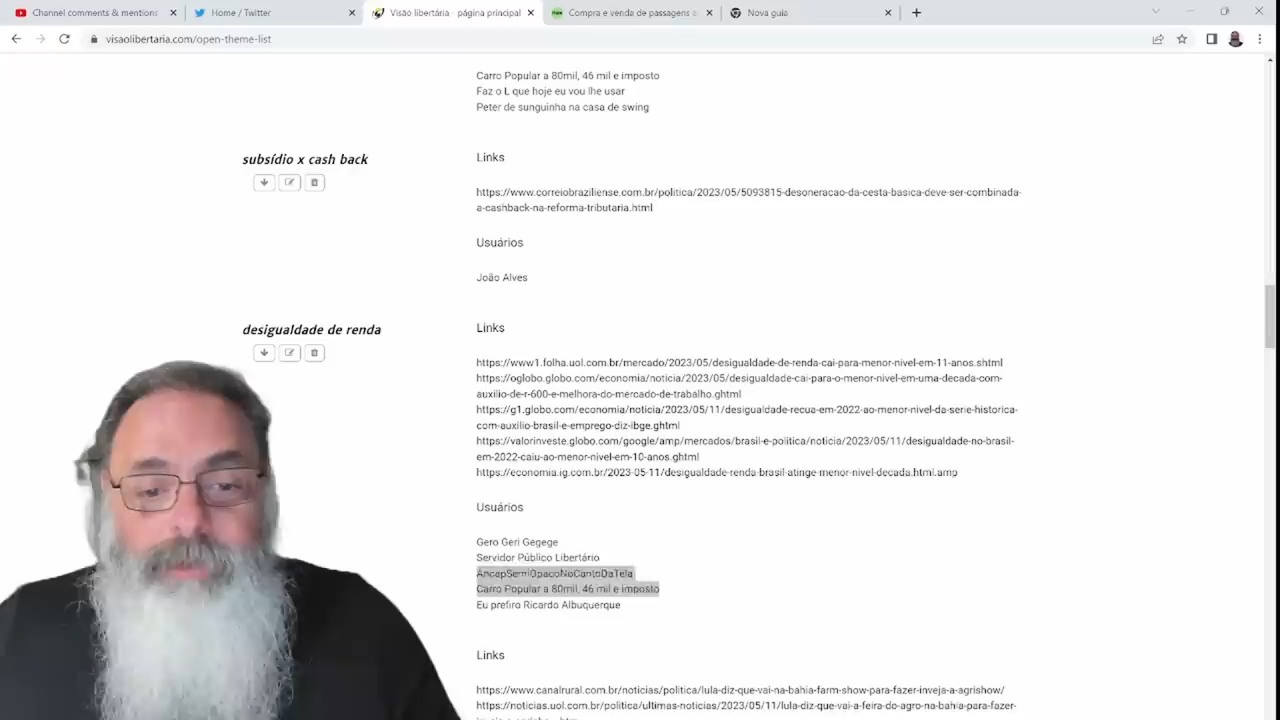 Channel comments & mentions
Home / Twitter
Visão libertária - página principal
Compra e venda de passagens a
Nova guia
visaolibertaria.com/open-theme-list
Carro Popular a 80mil, 46 mil e imposto
Faz o L que hoje eu vou lhe usar
Peter de sunguinha na casa de swing
subsídio x cash back
Links
https://www.correiobraziliense.com.br/politica/2023/05/5093815-desoneracao-da-cesta-basica-deve-ser-combinada-
a-cashback-na-reforma-tributaria.html
Usuários
João Alves
desigualdade de renda
Links
https://www1.folha.uol.com.br/mercado/2023/05/desigualdade-de-renda-cai-para-menor-nivel-em-11-anos.shtml
https://oglobo.globo.com/economia/noticia/2023/05/desigualdade-cai-para-o-menor-nivel-em-uma-decada-com-
auxilio-de-r-600-e-melhora-do-mercado-de-trabalho.ghtml
https://g1.globo.com/economia/noticia/2023/05/11/desigualdade-recua-em-2022-ao-menor-nivel-da-serie-historica-
com-auxilio-brasil-e-emprego-diz-ibge.ghtml
https://valorinveste.globo.com/google/amp/mercados/brasil-e-politica/noticia/2023/05/11/desigualdade-no-brasil-
em-2022-caiu-ao-menor-nivel-em-10-anos.ghtml
https://economia.ig.com.br/2023-05-11/desigualdade-renda-brasil-atinge-menor-nivel-decada.html.amp
Usuários
Gero Geri Gegege
Servidor Público Libertário
AncapSemiOpacoNoCantoDaTela
Carro Popular a 80mil, 46 mil e imposto
Eu prefiro Ricardo Albuquerque
Links
https://www.canalrural.com.br/noticias/politica/lula-diz-que-vai-na-bahia-farm-show-para-fazer-inveja-a-agrishow/
https://noticias.uol.com.br/politica/ultimas-noticias/2023/05/11/lula-diz-que-vai-a-feira-do-agro-na-bahia-para-fazer-